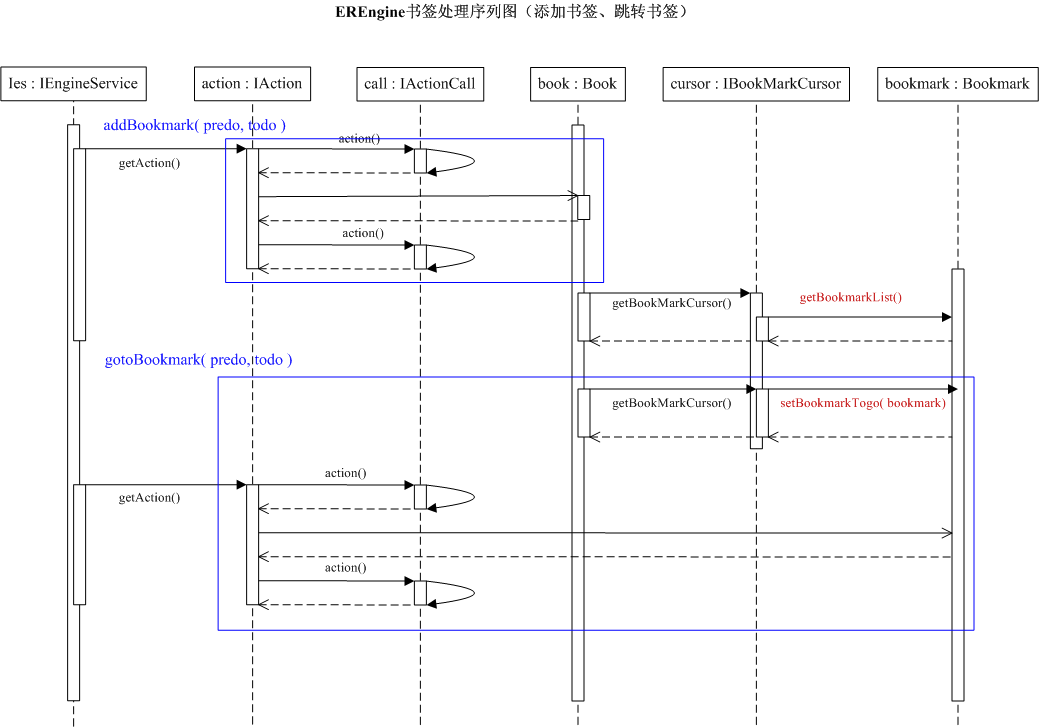 EREngine书签处理序列图（添加书签、跳转书签）
Ies : IEngineService
action : IAction
call : IActionCall
book : Book
cursor : IBookMarkCursor
bookmark : Bookmark
addBookmark( predo, todo )
action()
getAction()
action()
getBookMarkCursor()
getBookmarkList()
gotoBookmark( predo, todo )
getBookMarkCursor()
setBookmarkTogo( bookmark)
action()
getAction()
action()